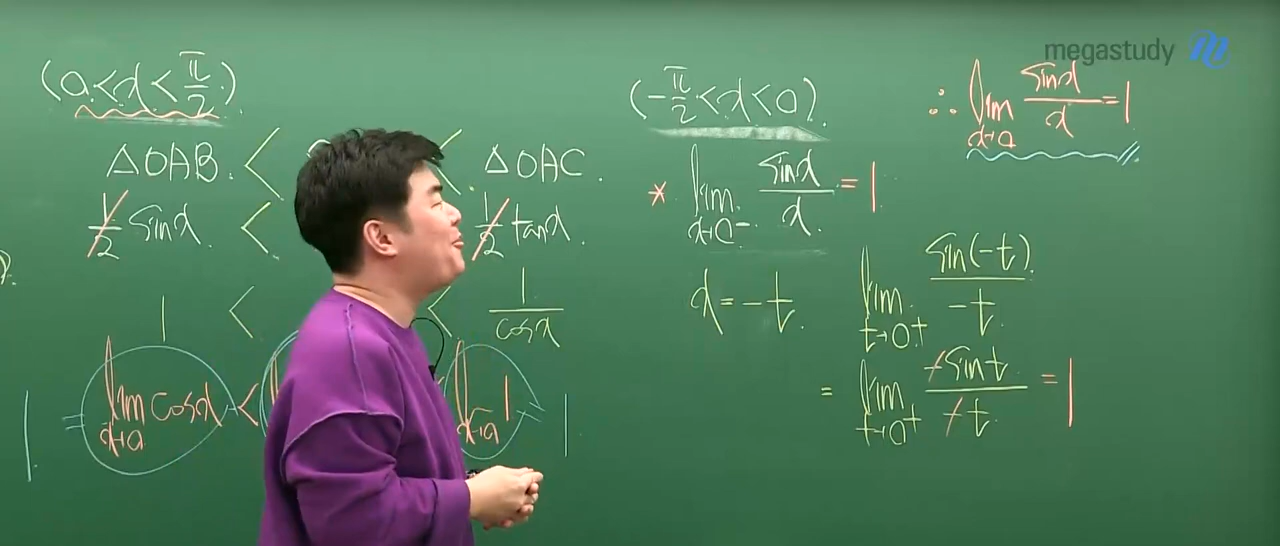 megastudy
(0<x<π/2)
△OAB < < △OAC
1/2 sinx < 1/2 tanx
1 < < 1/cosx
1 = lim x→0 cosx < lim x→0 1 = 1
(-π/2<x<0)
* lim x→0- sinx/x = 1
x = -t
lim t→0+ sin(-t)/-t
= lim t→0+ -sint/-t = 1
∴ lim x→0 sinx/x = 1